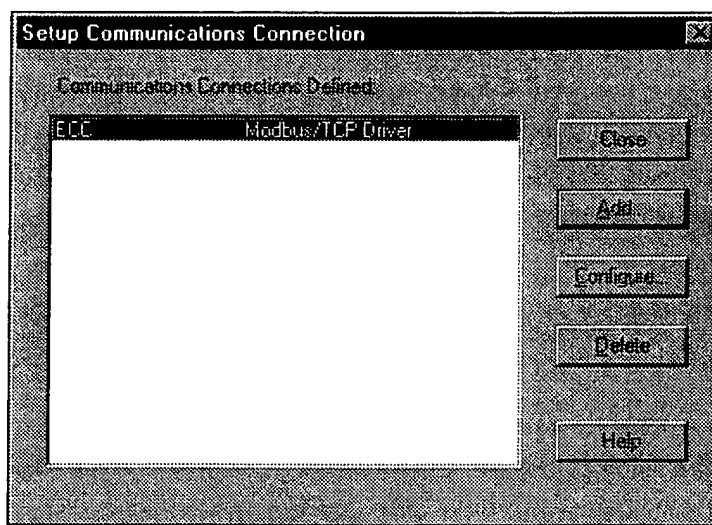 Setup Communications Connection
Communications Connections Defined:
ECC Modbus/TCP Driver
Close
Add...
Configure...
Delete
Help